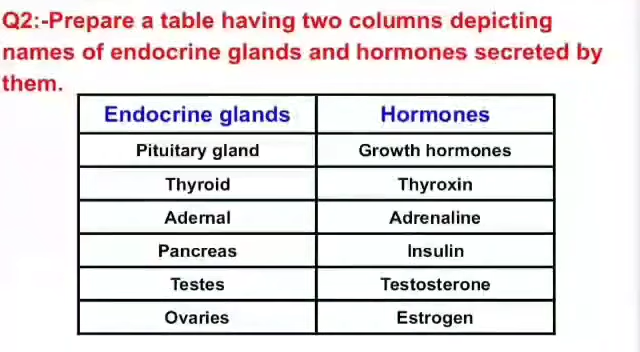 Q2:-Prepare a table having two columns depicting
names of endocrine glands and hormones secreted by
them.
Endocrine glands Hormones
Pituitary gland Growth hormones
Thyroid Thyroxin
Adernal Adrenaline
Pancreas Insulin
Testes Testosterone
Ovaries Estrogen